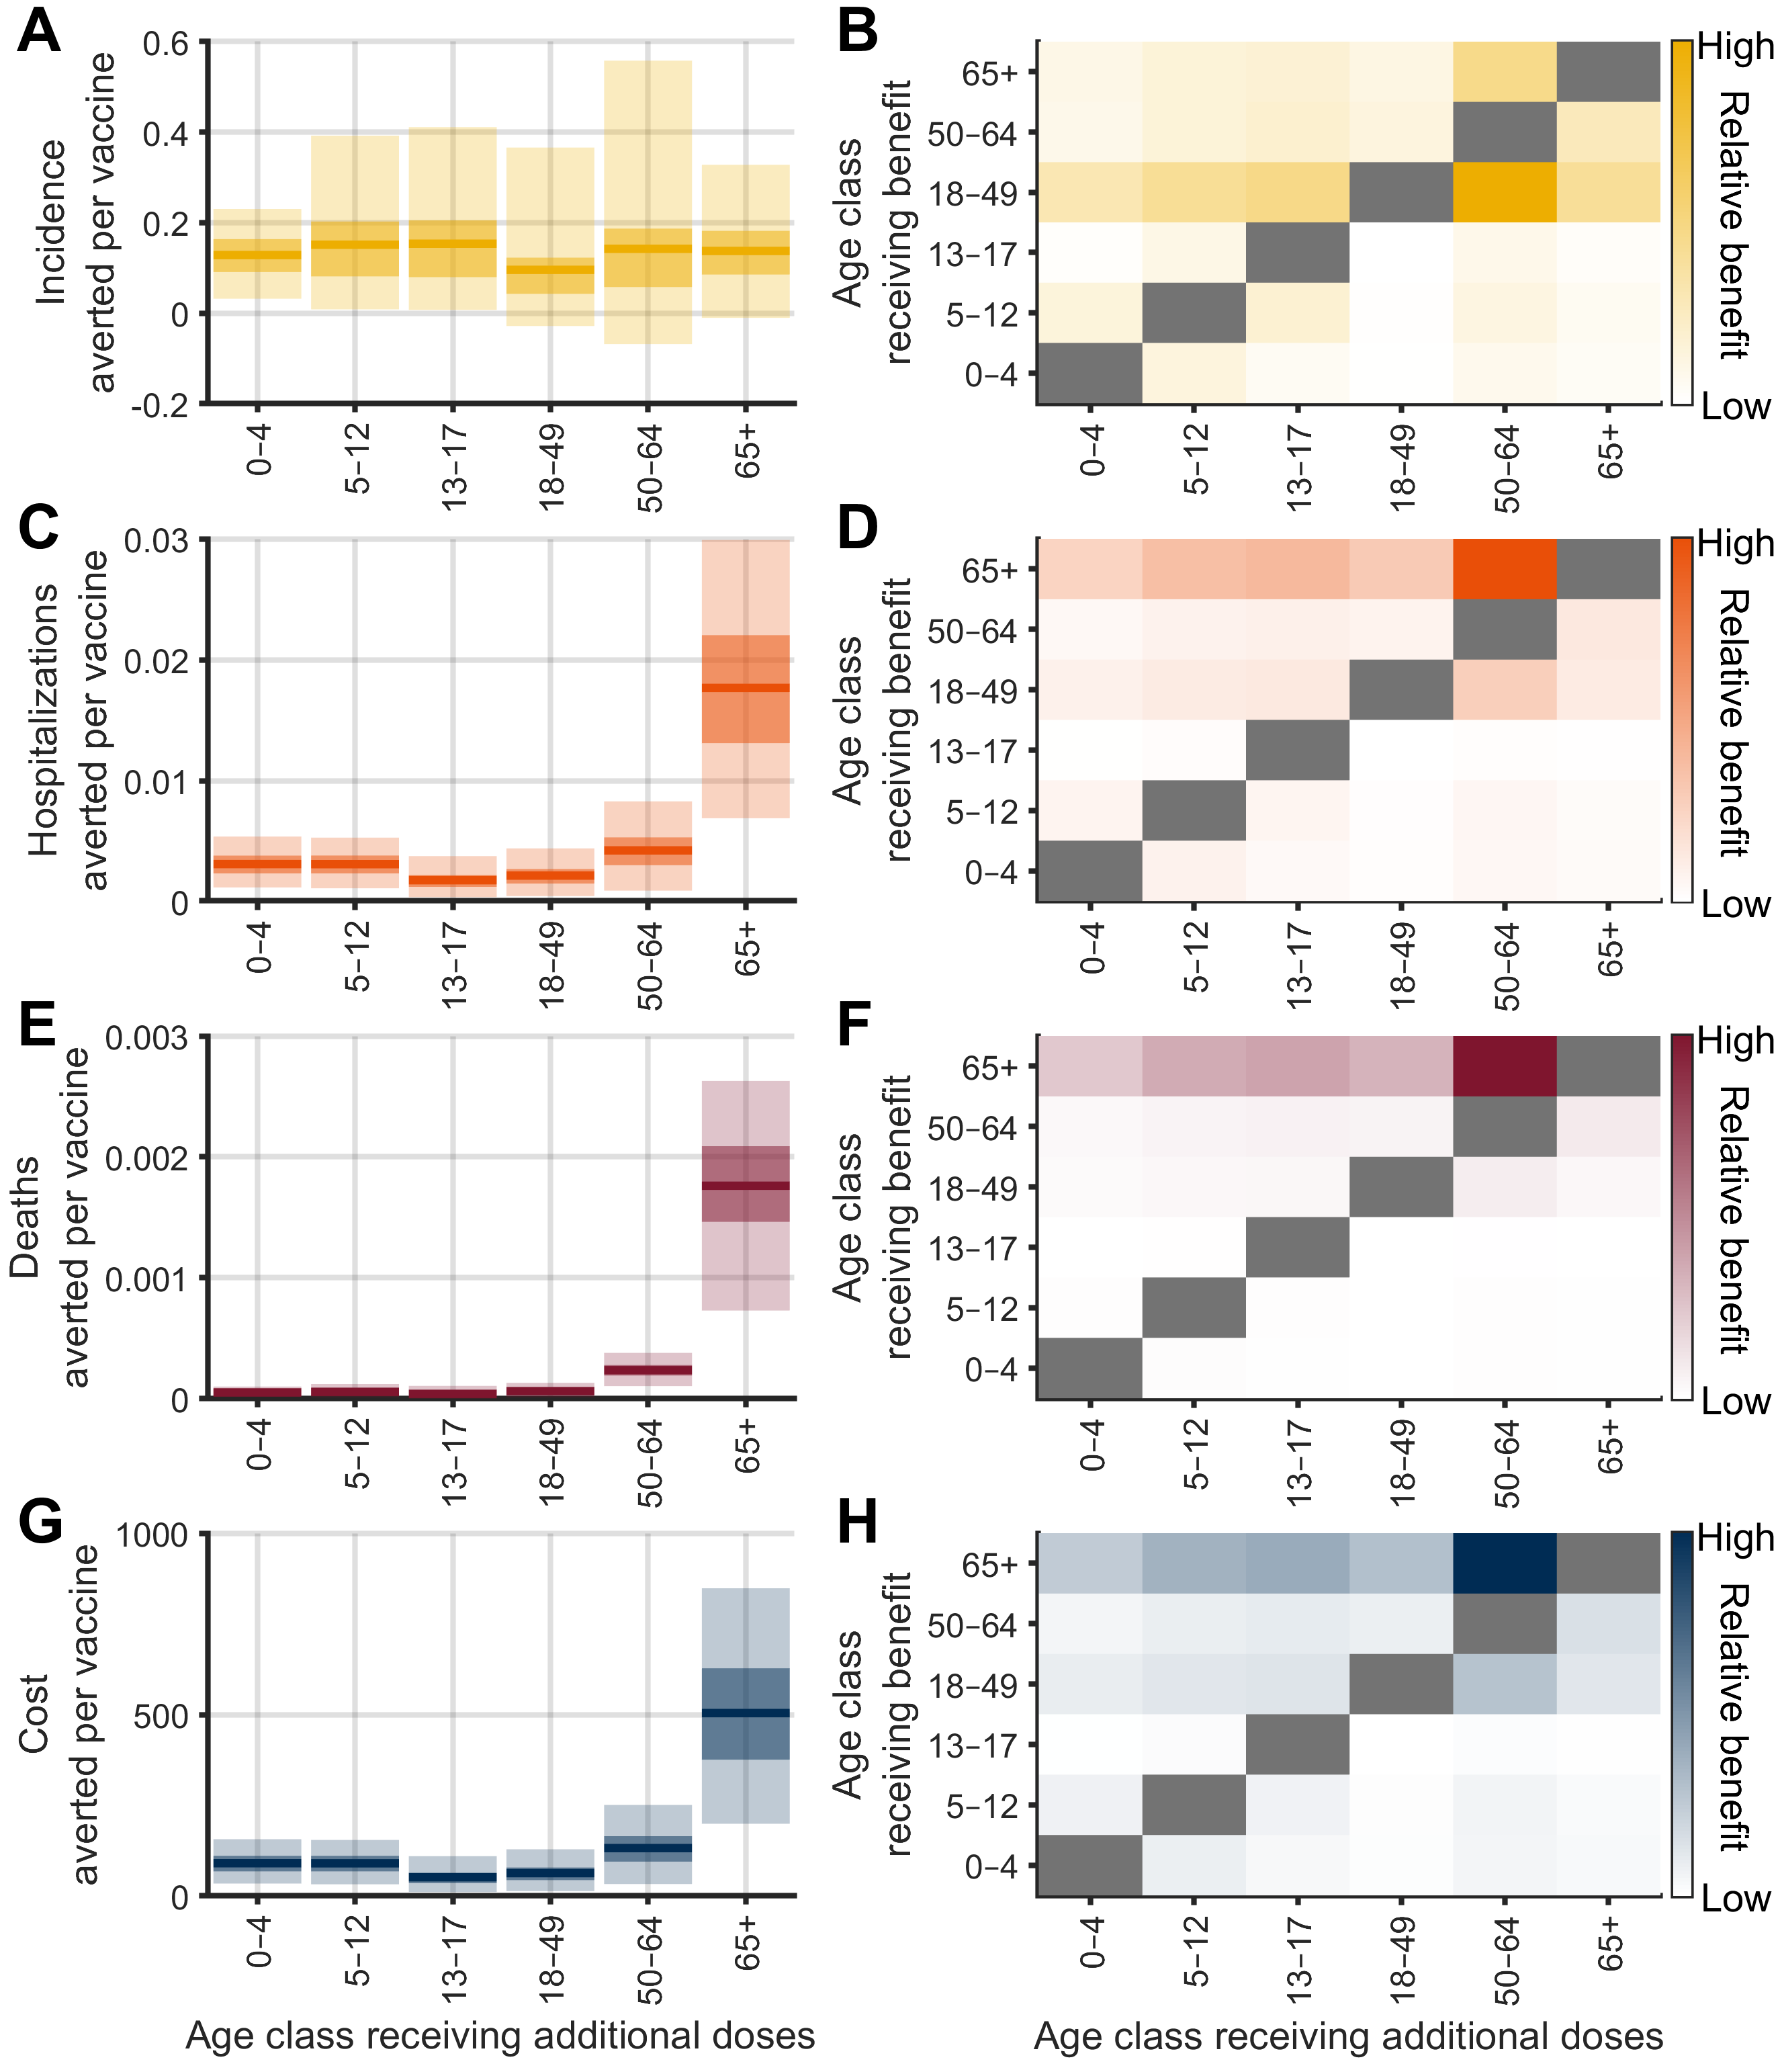 A
Incidence
averted per vaccine
0.6
0.4
0.2
0
-0.2
0–4
5–12
13–17
18–49
50–64
65+
B
Age class
receiving benefit
65+
50–64
18–49
13–17
5–12
0–4
0–4
5–12
13–17
18–49
50–64
65+
High
Relative benefit
Low
C
Hospitalizations
averted per vaccine
0.03
0.02
0.01
0
0–4
5–12
13–17
18–49
50–64
65+
D
Age class
receiving benefit
65+
50–64
18–49
13–17
5–12
0–4
0–4
5–12
13–17
18–49
50–64
65+
High
Relative benefit
Low
E
Deaths
averted per vaccine
0.003
0.002
0.001
0
0–4
5–12
13–17
18–49
50–64
65+
F
Age class
receiving benefit
65+
50–64
18–49
13–17
5–12
0–4
0–4
5–12
13–17
18–49
50–64
65+
High
Relative benefit
Low
G
Cost
averted per vaccine
1000
500
0
0–4
5–12
13–17
18–49
50–64
65+
Age class receiving additional doses
H
Age class
receiving benefit
65+
50–64
18–49
13–17
5–12
0–4
0–4
5–12
13–17
18–49
50–64
65+
High
Relative benefit
Low
Age class receiving additional doses